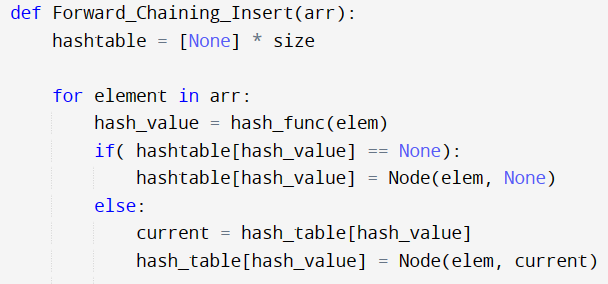 def Forward_Chaining_Insert(arr):
    hashtable = [None] * size

    for element in arr:
        hash_value = hash_func(elem)
        if( hashtable[hash_value] == None):
            hashtable[hash_value] = Node(elem, None)
        else:
            current = hash_table[hash_value]
            hash_table[hash_value] = Node(elem, current)